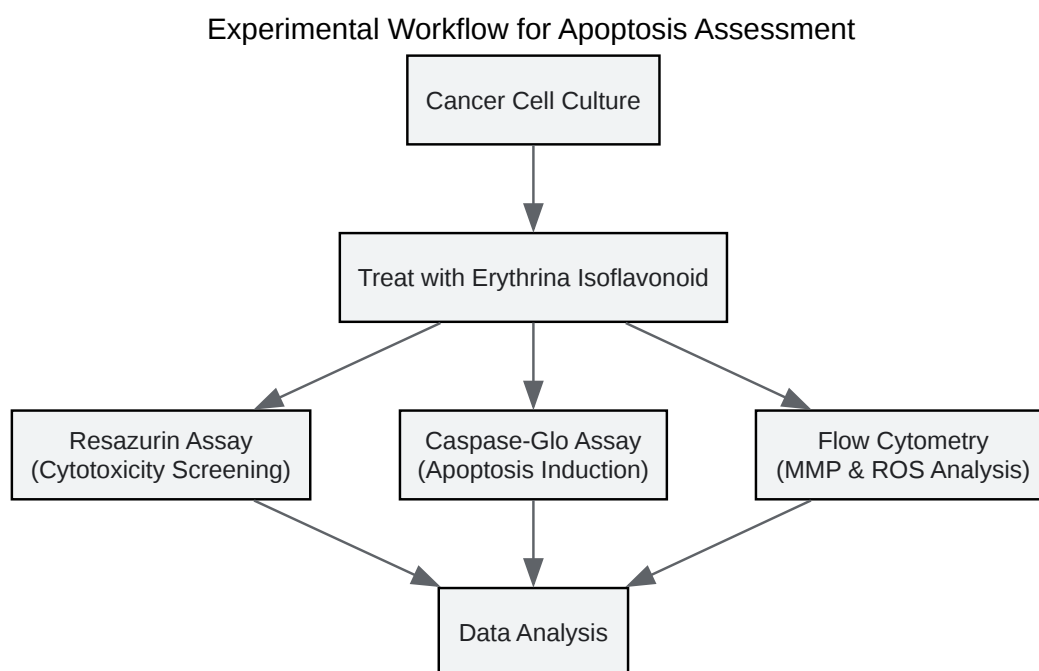 Experimental Workflow for Apoptosis Assessment
Cancer Cell Culture
Treat with Erythrina Isoflavonoid
Resazurin Assay
(Cytotoxicity Screening)
Caspase-Glo Assay
(Apoptosis Induction)
Flow Cytometry
(MMP & ROS Analysis)
Data Analysis